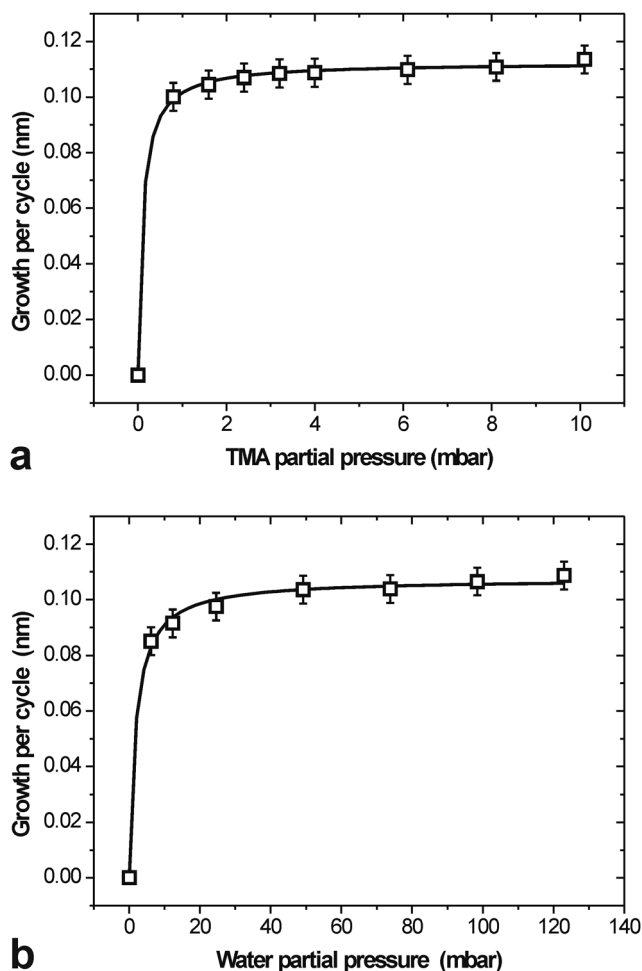 0.12
0.10
0.08
0.06
0.04
0.02
0.00
Growth per cycle (nm)
0 2 4 6 8 10
TMA partial pressure (mbar)
a
0.12
0.10
0.08
0.06
0.04
0.02
0.00
Growth per cycle (nm)
0 20 40 60 80 100 120 140
Water partial pressure (mbar)
b